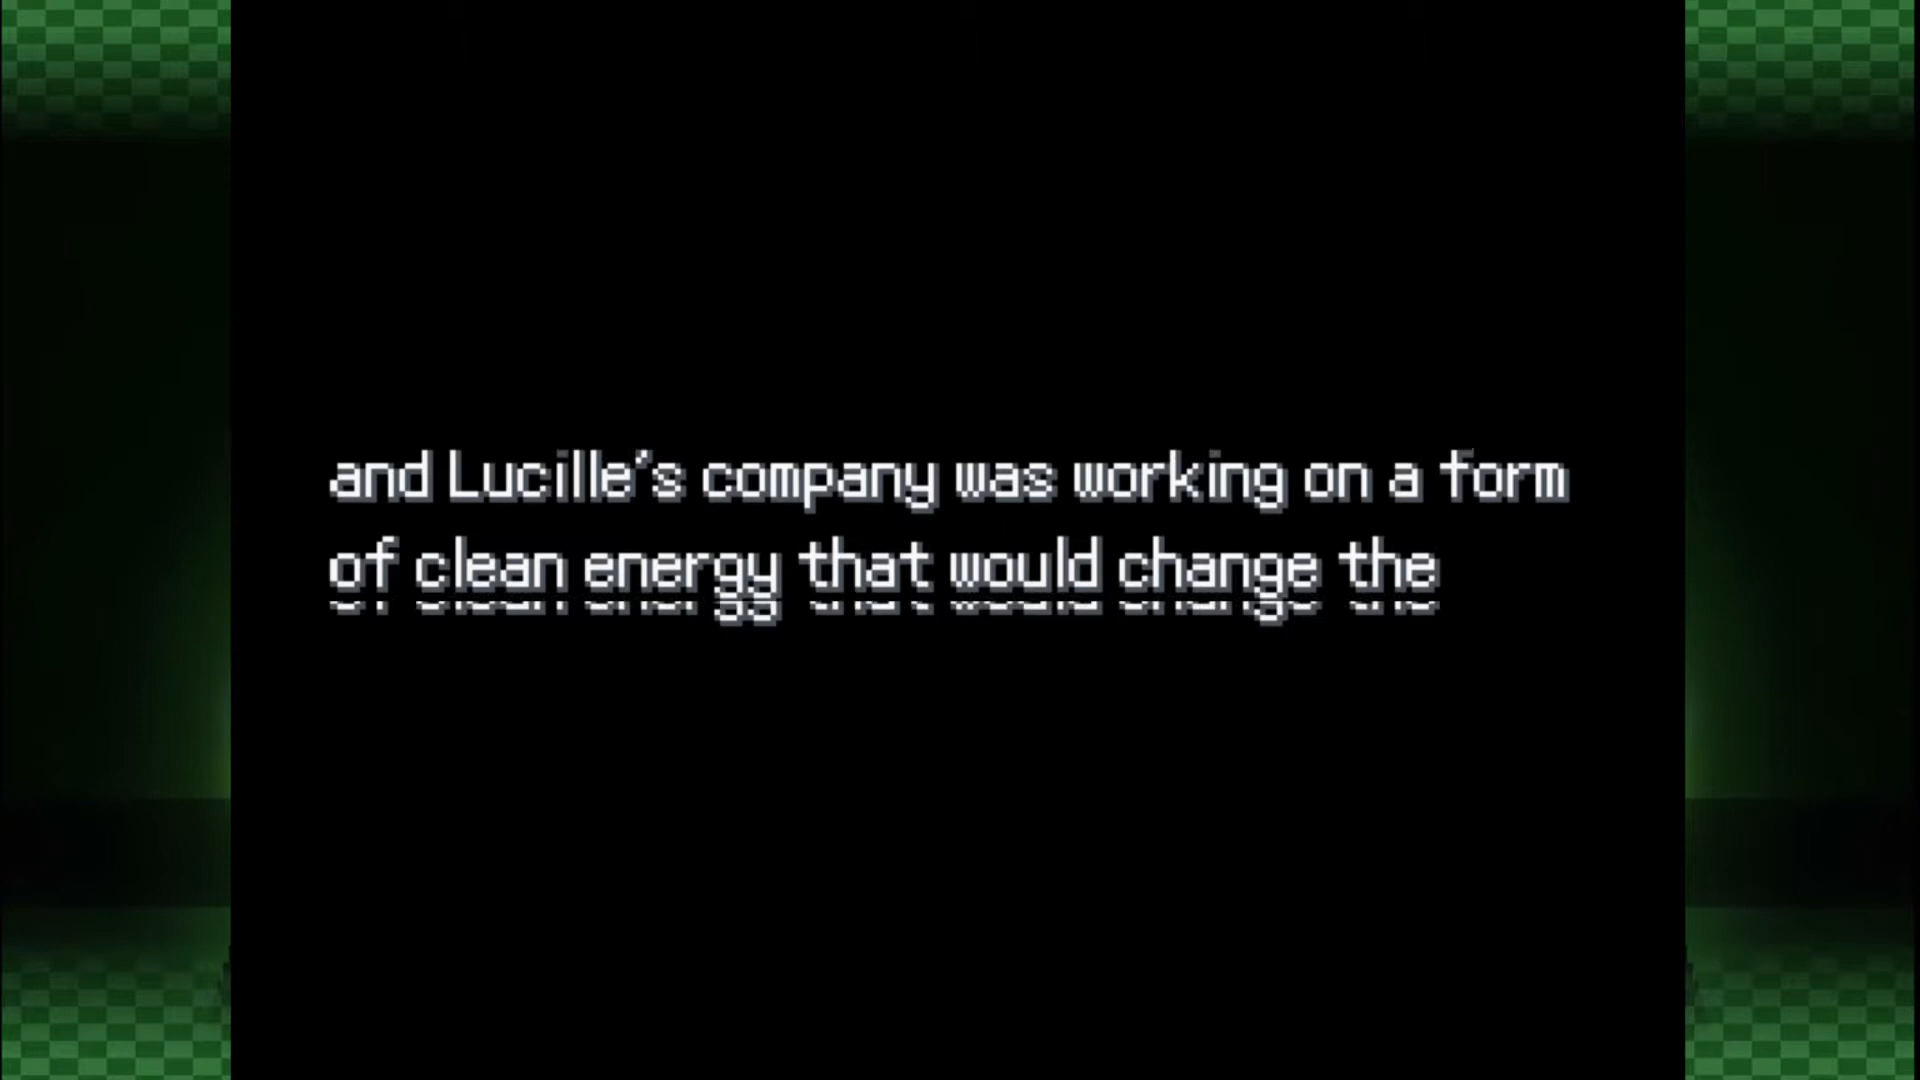 and Lucille's company was working on a form
of clean energy that would change the